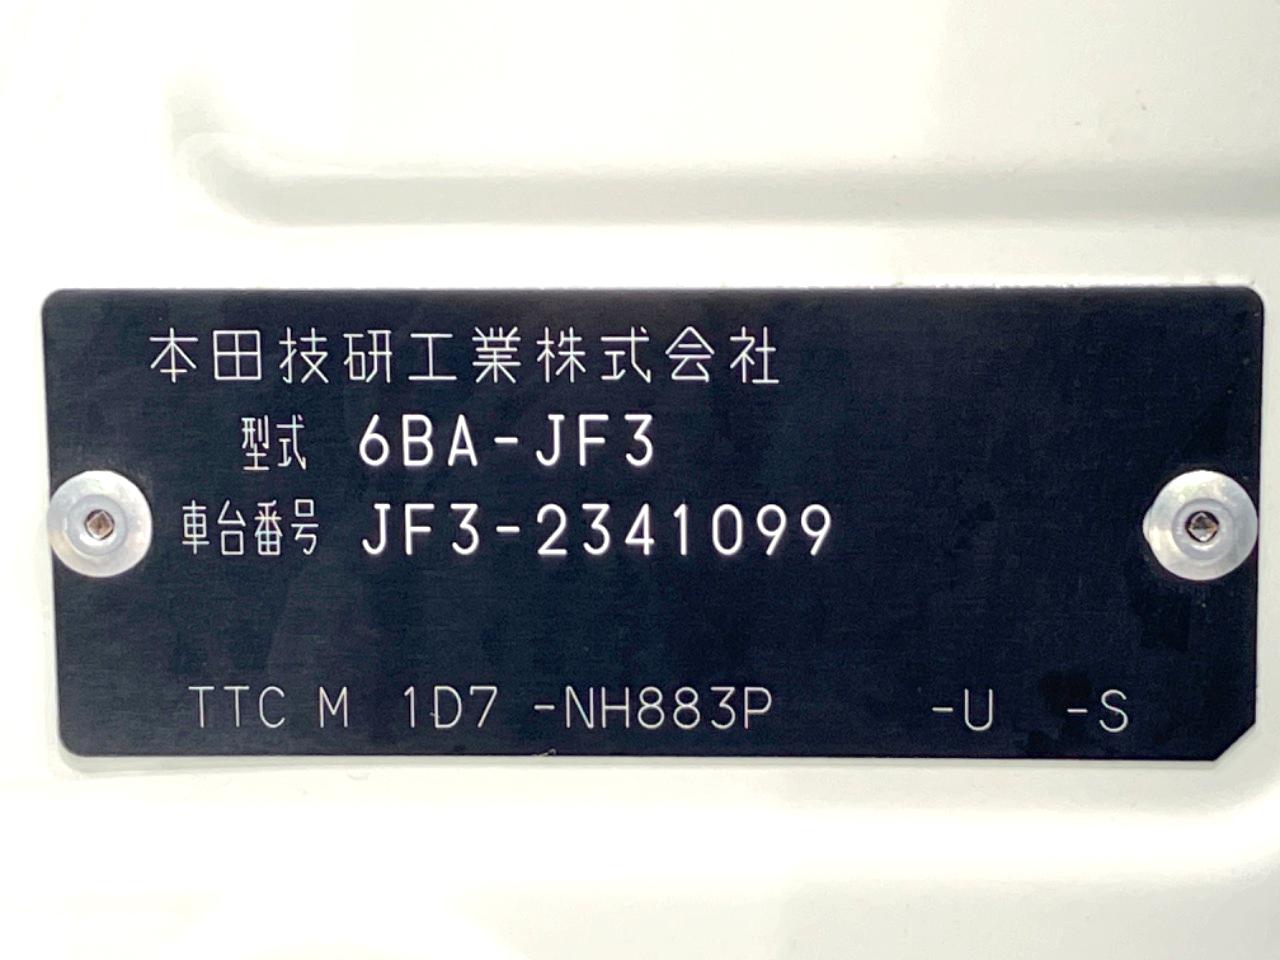 本田技研工業株式会社
型式 6BA-JF3
車台番号 JF3-2341099
TTC M 1D7 -NH883P -U -S